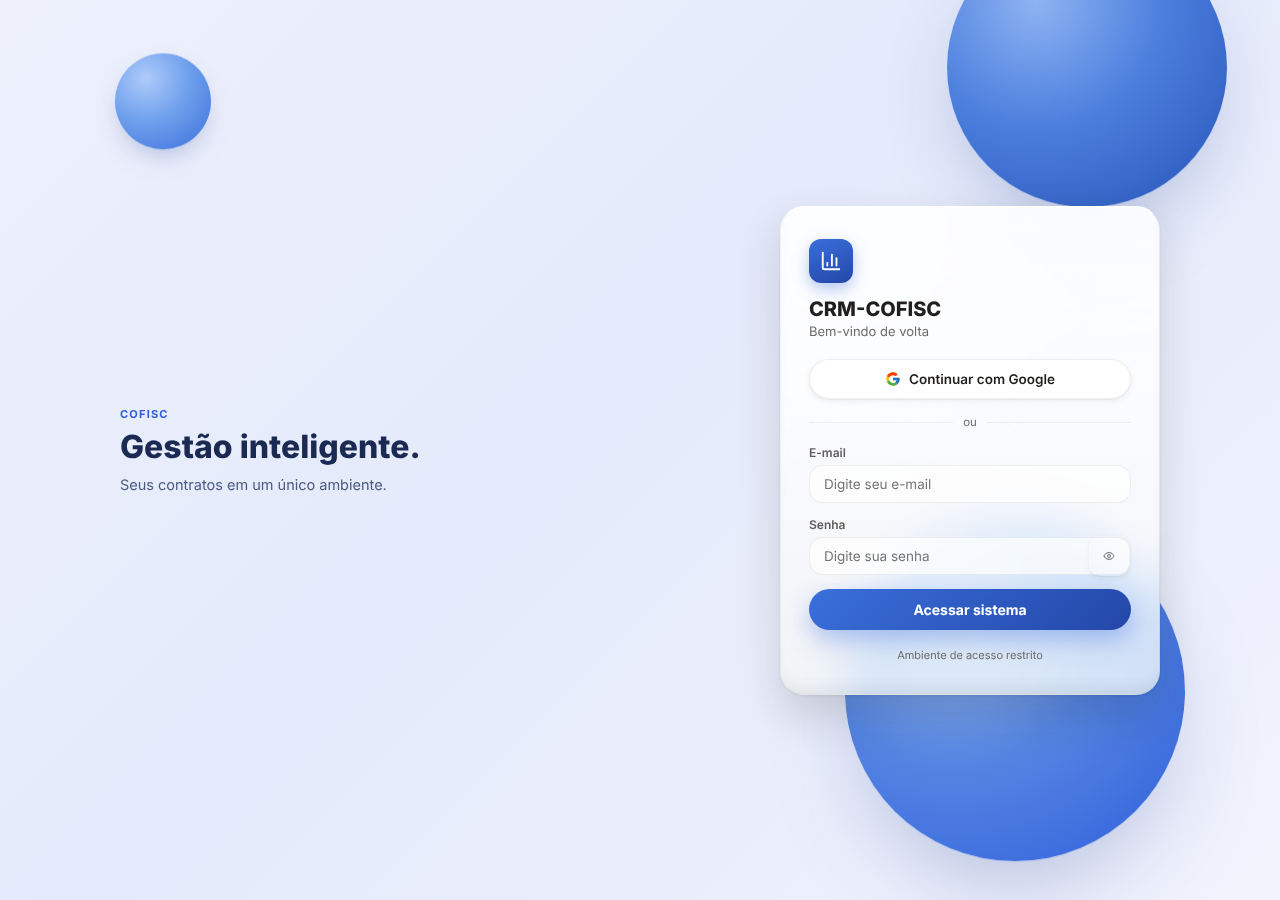 COFISC
Gestão inteligente.
Seus contratos em um único ambiente.
CRM-COFISC
Bem-vindo de volta
Continuar com Google
ou
E-mail
Digite seu e-mail
Senha
Digite sua senha
Acessar sistema
Ambiente de acesso restrito